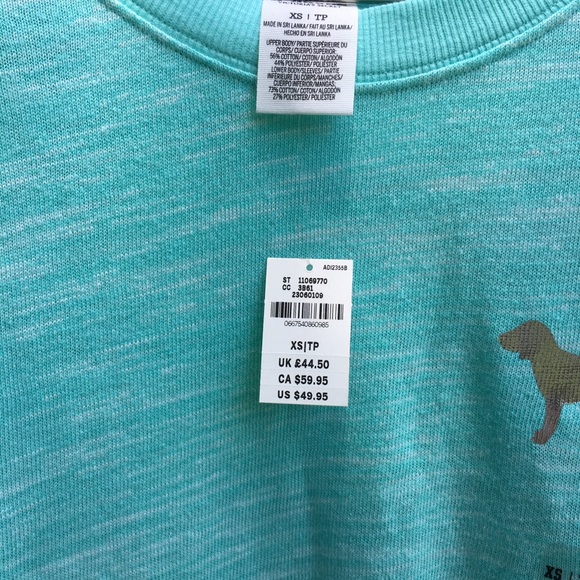 XS | TP
MADE IN SRI LANKA/ FAIT AU SRI LANKA/
HECHO EN SRI LANKA
UPPER BODY/ PARTIE SUPÉRIEURE DU
CORPS/ CUERPO SUPERIOR:
56% COTTON/ COTON/ ALGODÓN
44% POLYESTER/ POLIÉSTER
LOWER BODY/SLEEVES/ PARTIE
INFÉRIEURE DU CORPS/MANCHES/
CUERPO INFERIOR/ MANGAS:
73% COTTON/ COTON/ ALGODÓN
27% POLYESTER/ POLIÉSTER
ADI2355B
ST 11069770
CC 3B61
23060109
0667540860985
XS|TP
UK £44.50
CA $59.95
US $49.95
XS |